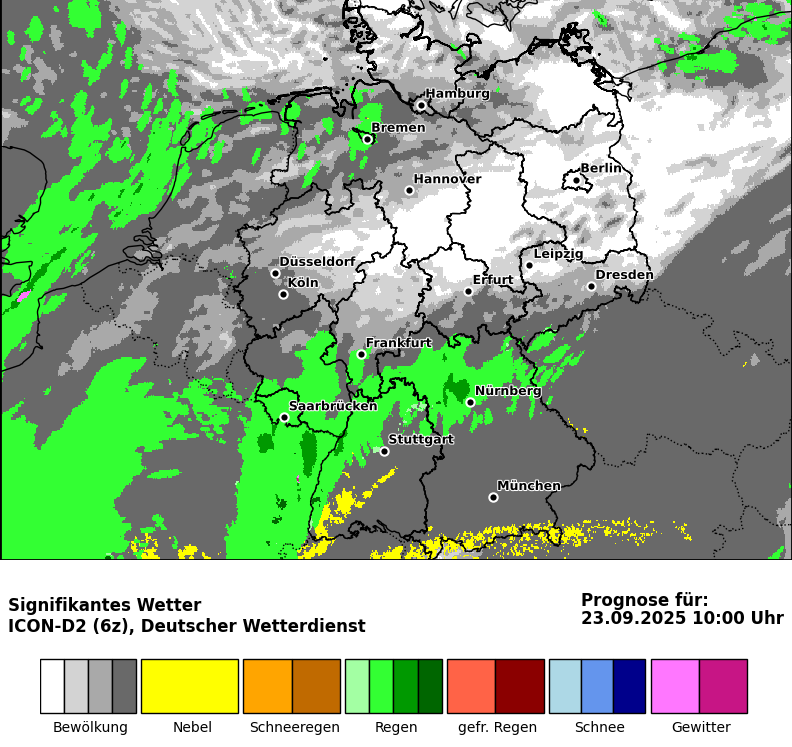 Hamburg
Bremen
Berlin
Hannover
Leipzig
Düsseldorf
Dresden
Köln
Erfurt
Frankfurt
Nürnberg
Saarbrücken
Stuttgart
München
Signifikantes Wetter
ICON-D2 (6z), Deutscher Wetterdienst
Prognose für:
23.09.2025 10:00 Uhr
Bewölkung
Nebel
Schneeregen
Regen
gefr. Regen
Schnee
Gewitter